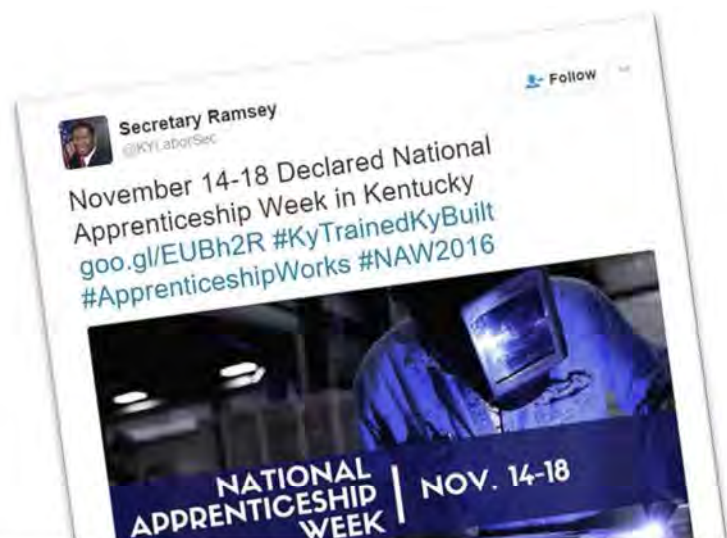 Secretary Ramsey
@KYLaborSec
Follow
November 14-18 Declared National
Apprenticeship Week in Kentucky
goo.gl/EUBh2R #KyTrainedKyBuilt
#ApprenticeshipWorks #NAW2016
NATIONAL
APPRENTICESHIP
WEEK
NOV. 14-18